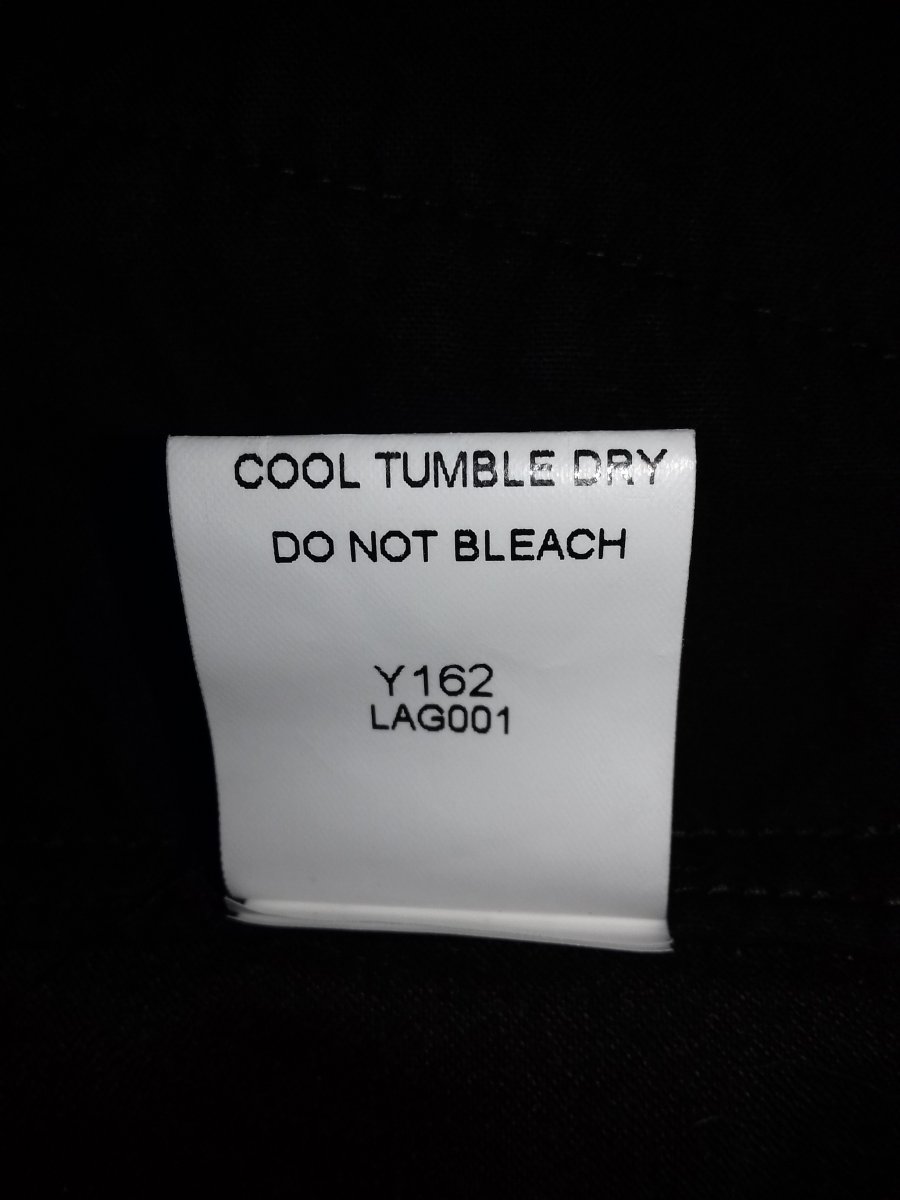 COOL TUMBLE DRY
DO NOT BLEACH
Y162
LAG001